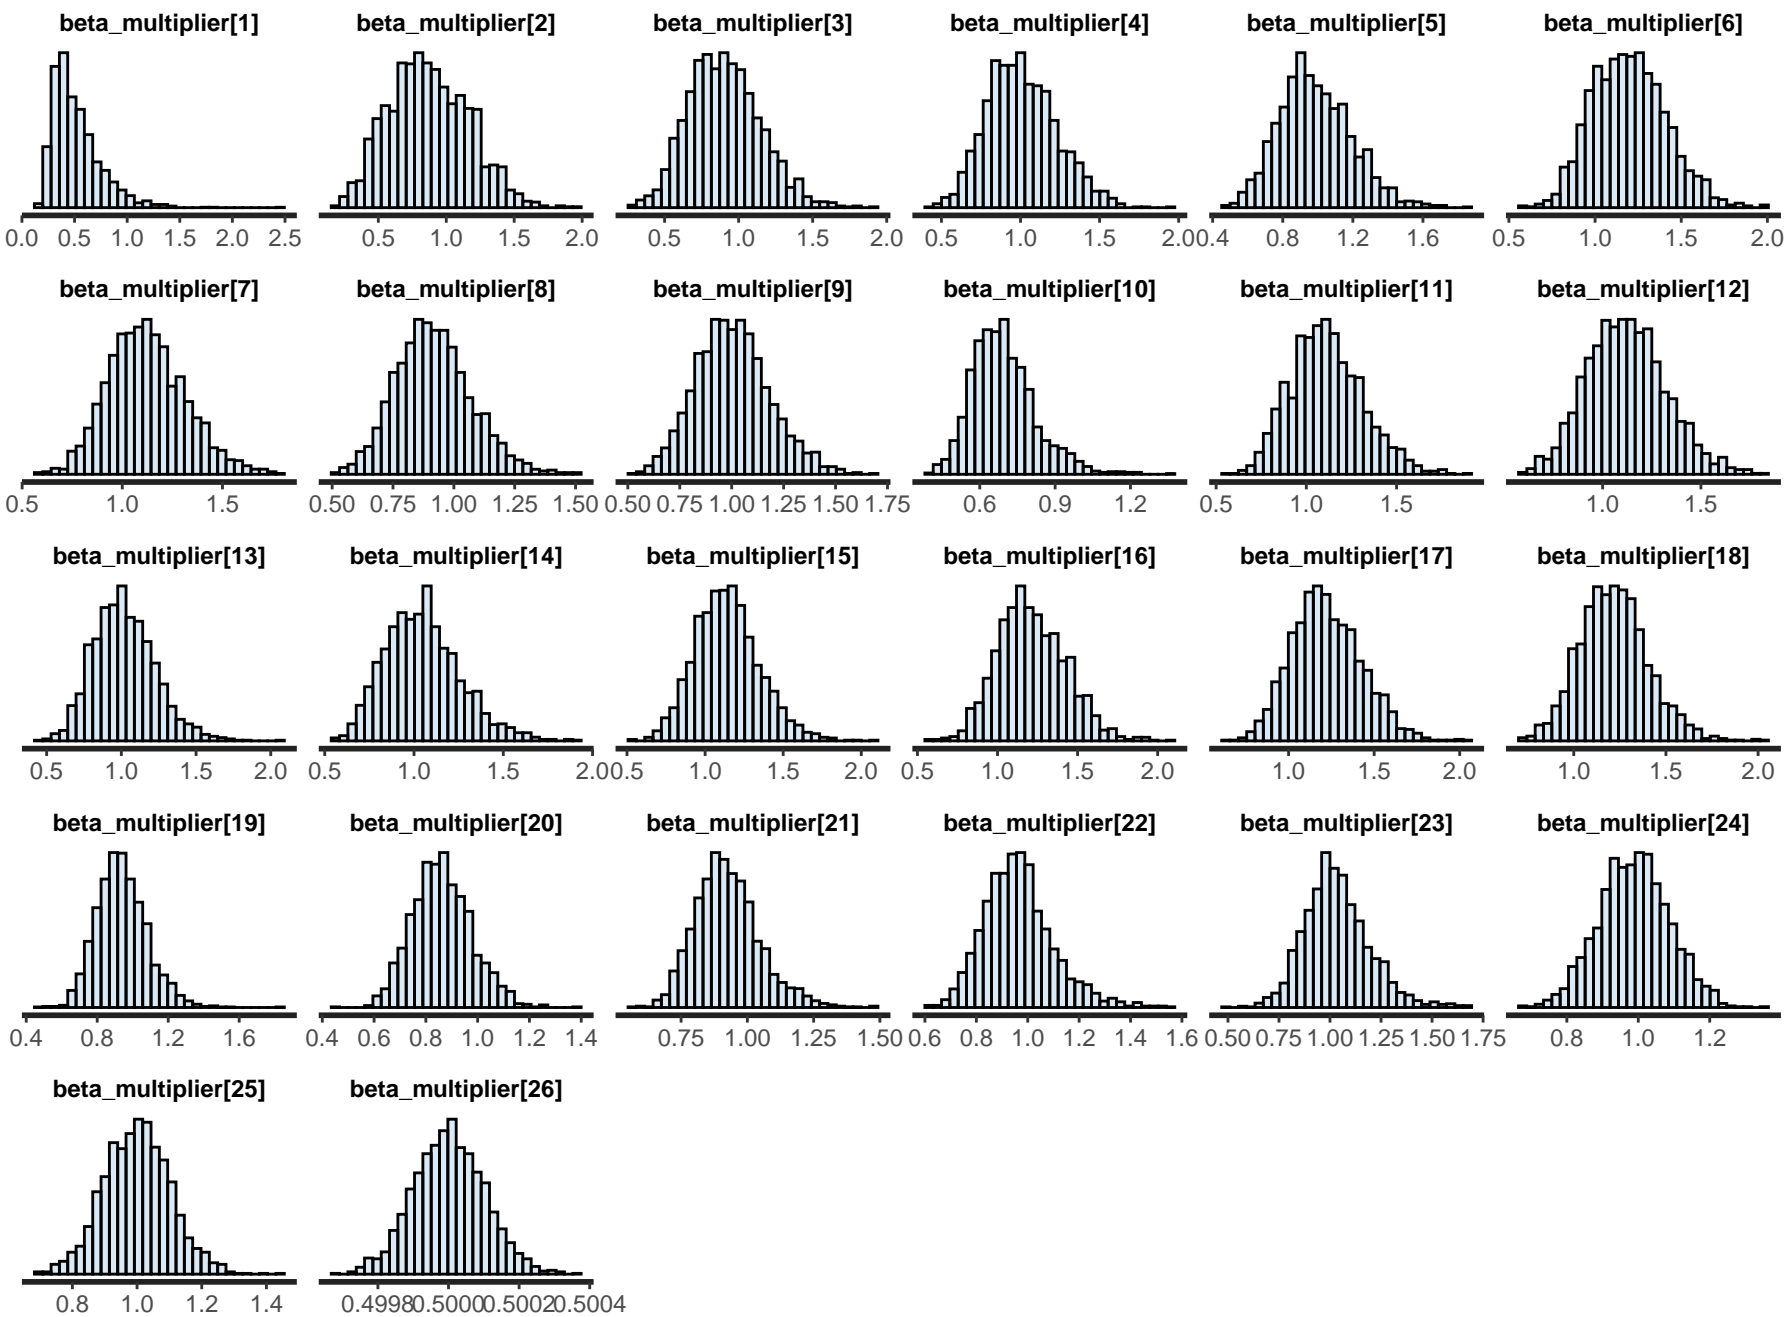 beta_multiplier[1] beta_multiplier[2] beta_multiplier[3] beta_multiplier[4] beta_multiplier[5] beta_multiplier[6]
0.0 0.5 1.0 1.5 2.0 2.5 0.5 1.0 1.5 2.0 0.5 1.0 1.5 2.0 0.5 1.0 1.5 2.0 0.4 0.8 1.2 1.6 0.5 1.0 1.5 2.0
beta_multiplier[7] beta_multiplier[8] beta_multiplier[9] beta_multiplier[10] beta_multiplier[11] beta_multiplier[12]
0.5 1.0 1.5 0.50 0.75 1.00 1.25 1.50 0.50 0.75 1.00 1.25 1.50 1.75 0.6 0.9 1.2 0.5 1.0 1.5 1.0 1.5
beta_multiplier[13] beta_multiplier[14] beta_multiplier[15] beta_multiplier[16] beta_multiplier[17] beta_multiplier[18]
0.5 1.0 1.5 2.0 0.5 1.0 1.5 2.0 0.5 1.0 1.5 2.0 0.5 1.0 1.5 2.0 1.0 1.5 2.0 1.0 1.5 2.0
beta_multiplier[19] beta_multiplier[20] beta_multiplier[21] beta_multiplier[22] beta_multiplier[23] beta_multiplier[24]
0.4 0.8 1.2 1.6 0.4 0.6 0.8 1.0 1.2 1.4 0.75 1.00 1.25 1.50 0.6 0.8 1.0 1.2 1.4 1.6 0.50 0.75 1.00 1.25 1.50 1.75 0.8 1.0 1.2
beta_multiplier[25] beta_multiplier[26]
0.8 1.0 1.2 1.4 0.4998 0.5000 0.5002 0.5004